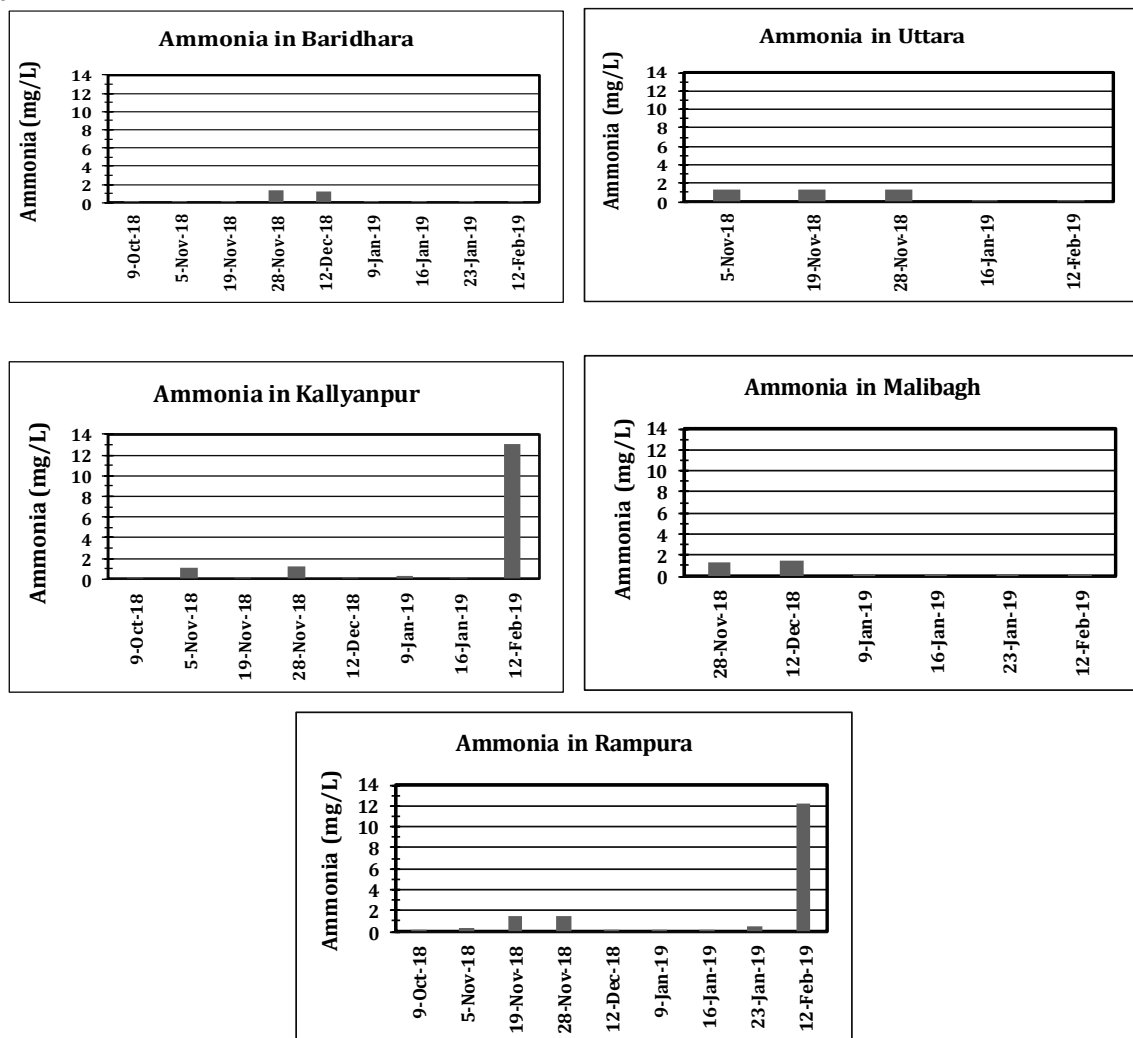 Ammonia in Baridhara
Ammonia (mg/L)
14
12
10
8
6
4
2
0
9-Oct-18
5-Nov-18
19-Nov-18
28-Nov-18
12-Dec-18
9-Jan-19
16-Jan-19
23-Jan-19
12-Feb-19
Ammonia in Uttara
Ammonia (mg/L)
14
12
10
8
6
4
2
0
5-Nov-18
19-Nov-18
28-Nov-18
16-Jan-19
12-Feb-19
Ammonia in Kallyanpur
Ammonia (mg/L)
14
12
10
8
6
4
2
0
9-Oct-18
5-Nov-18
19-Nov-18
28-Nov-18
12-Dec-18
9-Jan-19
16-Jan-19
12-Feb-19
Ammonia in Malibagh
Ammonia (mg/L)
14
12
10
8
6
4
2
0
28-Nov-18
12-Dec-18
9-Jan-19
16-Jan-19
23-Jan-19
12-Feb-19
Ammonia in Rampura
Ammonia (mg/L)
14
12
10
8
6
4
2
0
9-Oct-18
5-Nov-18
19-Nov-18
28-Nov-18
12-Dec-18
9-Jan-19
16-Jan-19
23-Jan-19
12-Feb-19